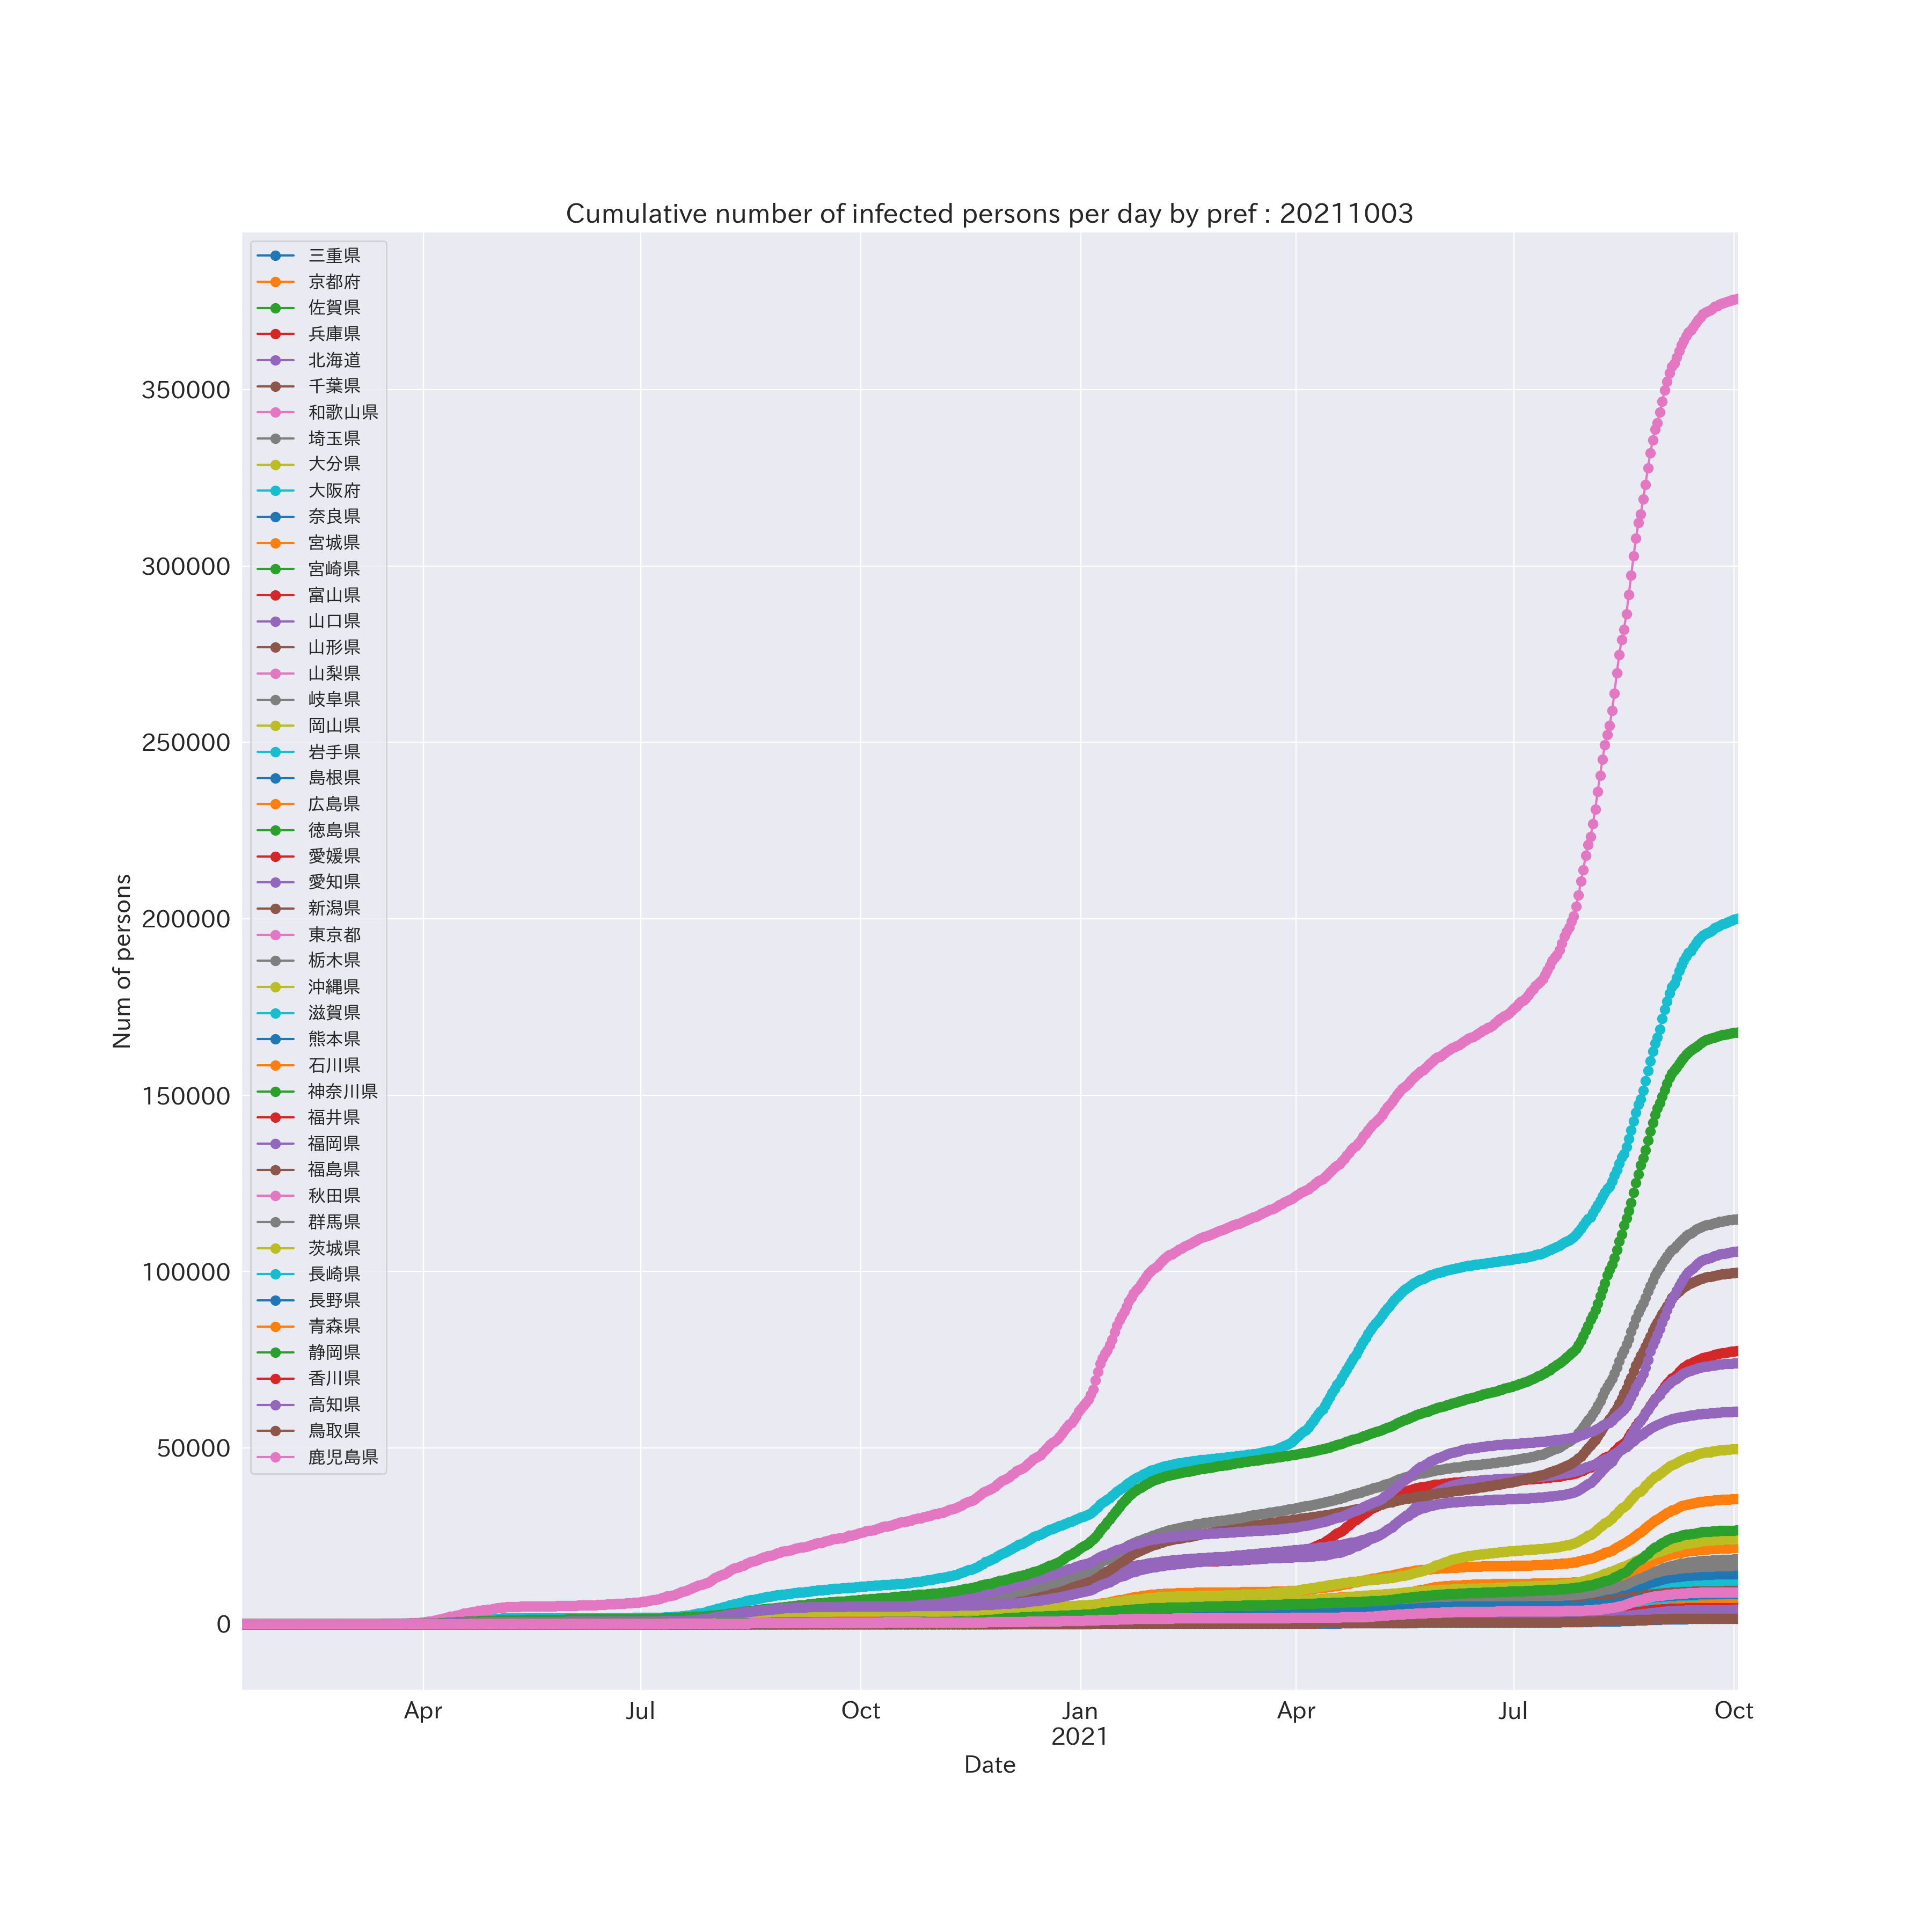 Cumulative number of infected persons per day by pref : 20211003
三重県
京都府
佐賀県
兵庫県
北海道
千葉県
和歌山県
埼玉県
大分県
大阪府
奈良県
宮城県
宮崎県
富山県
山口県
山形県
山梨県
岐阜県
岡山県
岩手県
島根県
広島県
徳島県
愛媛県
愛知県
新潟県
東京都
栃木県
沖縄県
滋賀県
熊本県
石川県
神奈川県
福井県
福岡県
福島県
秋田県
群馬県
茨城県
長崎県
長野県
青森県
静岡県
香川県
高知県
鳥取県
鹿児島県
350000
300000
250000
200000
150000
100000
50000
0
Num of persons
Apr Jul Oct Jan Apr Jul Oct
2021
Date